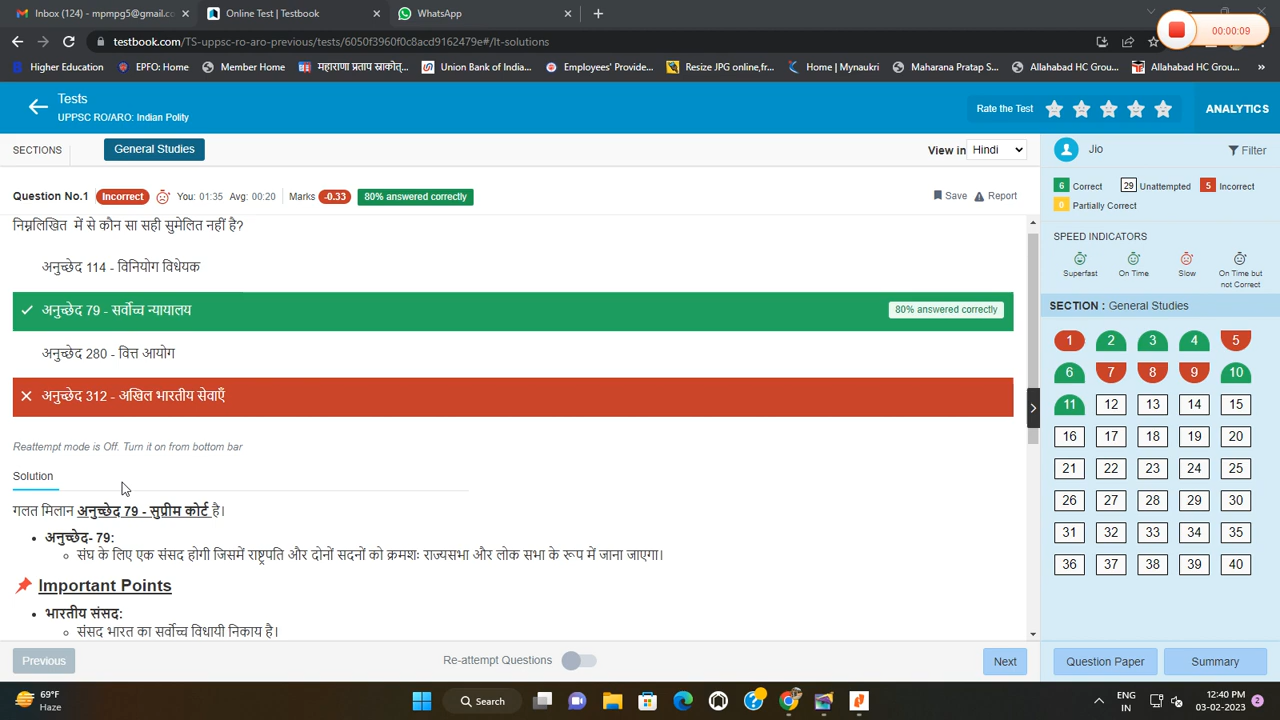 Inbox (124) - mpmpg5@gmail.co
Online Test | Testbook
WhatsApp
00:00:09
testbook.com/TS-uppsc-ro-aro-previous/tests/6050f3960f0c8acd9162479e#/lt-solutions
Higher Education
EPFO: Home
Member Home
महाराणा प्रताप स्नाकोत्...
Union Bank of India...
Employees' Provide...
Resize JPG online,fr...
Home | Mynaukri
Maharana Pratap S...
Allahabad HC Grou...
Allahabad HC Grou...
Tests
UPPSC RO/ARO: Indian Polity
Rate the Test
ANALYTICS
SECTIONS
General Studies
View in Hindi
Jio
Filter
Question No.1 Incorrect You: 01:35 Avg: 00:20 Marks -0.33 80% answered correctly
Save Report
6 Correct 29 Unattempted 5 Incorrect
0 Partially Correct
निम्नलिखित में से कौन सा सही सुमेलित नहीं है?
अनुच्छेद 114 - विनियोग विधेयक
अनुच्छेद 79 - सर्वोच्च न्यायालय 80% answered correctly
अनुच्छेद 280 - वित्त आयोग
अनुच्छेद 312 - अखिल भारतीय सेवाएँ
Reattempt mode is Off. Turn it on from bottom bar
Solution
गलत मिलान अनुच्छेद 79 - सुप्रीम कोर्ट है।
अनुच्छेद- 79:
संघ के लिए एक संसद होगी जिसमें राष्ट्रपति और दोनों सदनों को क्रमशः राज्यसभा और लोक सभा के रूप में जाना जाएगा।
Important Points
भारतीय संसद:
संसद भारत का सर्वोच्च विधायी निकाय है।
SPEED INDICATORS
Superfast On Time Slow On Time but
not Correct
SECTION : General Studies
1 2 3 4 5
6 7 8 9 10
11 12 13 14 15
16 17 18 19 20
21 22 23 24 25
26 27 28 29 30
31 32 33 34 35
36 37 38 39 40
Previous
Re-attempt Questions
Next
Question Paper
Summary
69°F
Haze
Search
ENG
IN
12:40 PM
03-02-2023
2